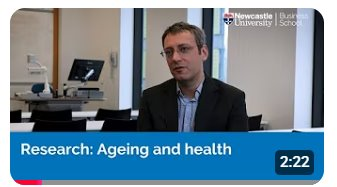 Newcastle University
Business School
Research: Ageing and health
2:22